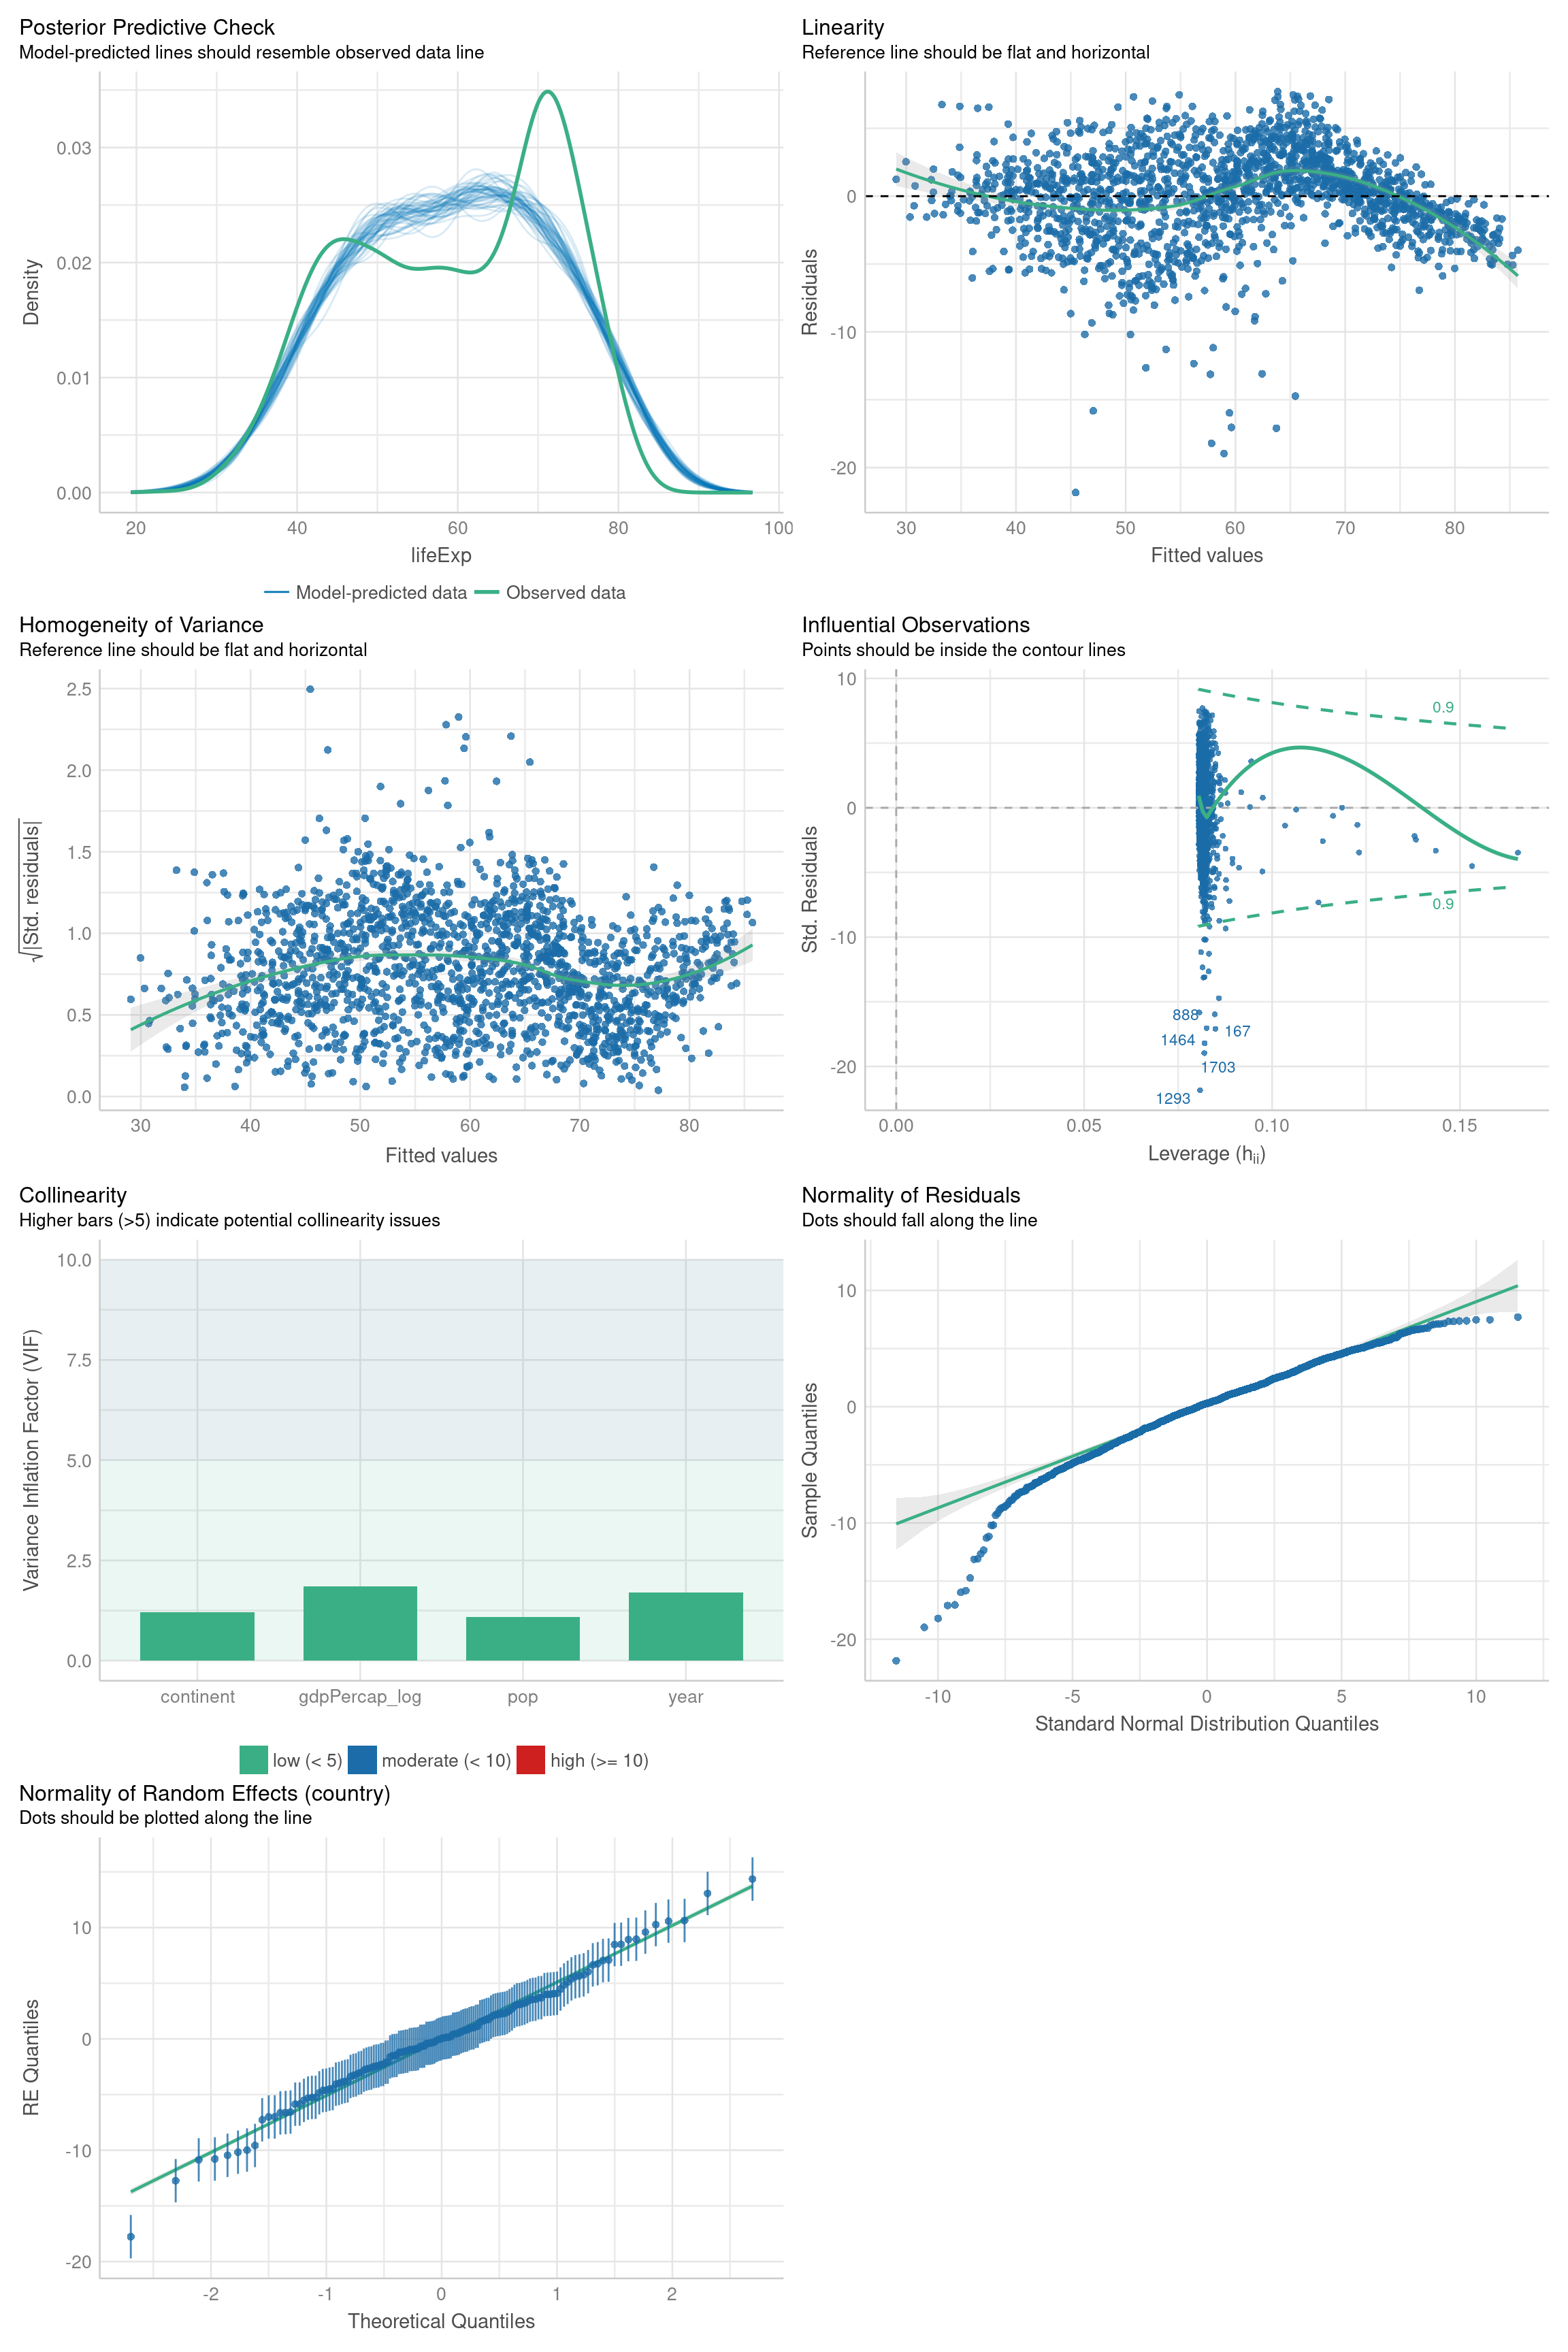 Posterior Predictive Check
Model-predicted lines should resemble observed data line
Density
0.03
0.02
0.01
0.00
20 40 60 80 100
lifeExp
Model-predicted data Observed data
Linearity
Reference line should be flat and horizontal
Residuals
0
-10
-20
30 40 50 60 70 80
Fitted values
Homogeneity of Variance
Reference line should be flat and horizontal
√|Std. residuals|
2.5
2.0
1.5
1.0
0.5
0.0
30 40 50 60 70 80
Fitted values
Influential Observations
Points should be inside the contour lines
Std. Residuals
10
0
-10
-20
0.9
0.9
888
167
1464
1703
1293
0.00 0.05 0.10 0.15
Leverage (hii)
Collinearity
Higher bars (>5) indicate potential collinearity issues
Variance Inflation Factor (VIF)
10.0
7.5
5.0
2.5
0.0
continent gdpPercap_log pop year
low (< 5) moderate (< 10) high (>= 10)
Normality of Residuals
Dots should fall along the line
Sample Quantiles
10
0
-10
-20
-10 -5 0 5 10
Standard Normal Distribution Quantiles
Normality of Random Effects (country)
Dots should be plotted along the line
RE Quantiles
10
0
-10
-20
-2 -1 0 1 2
Theoretical Quantiles